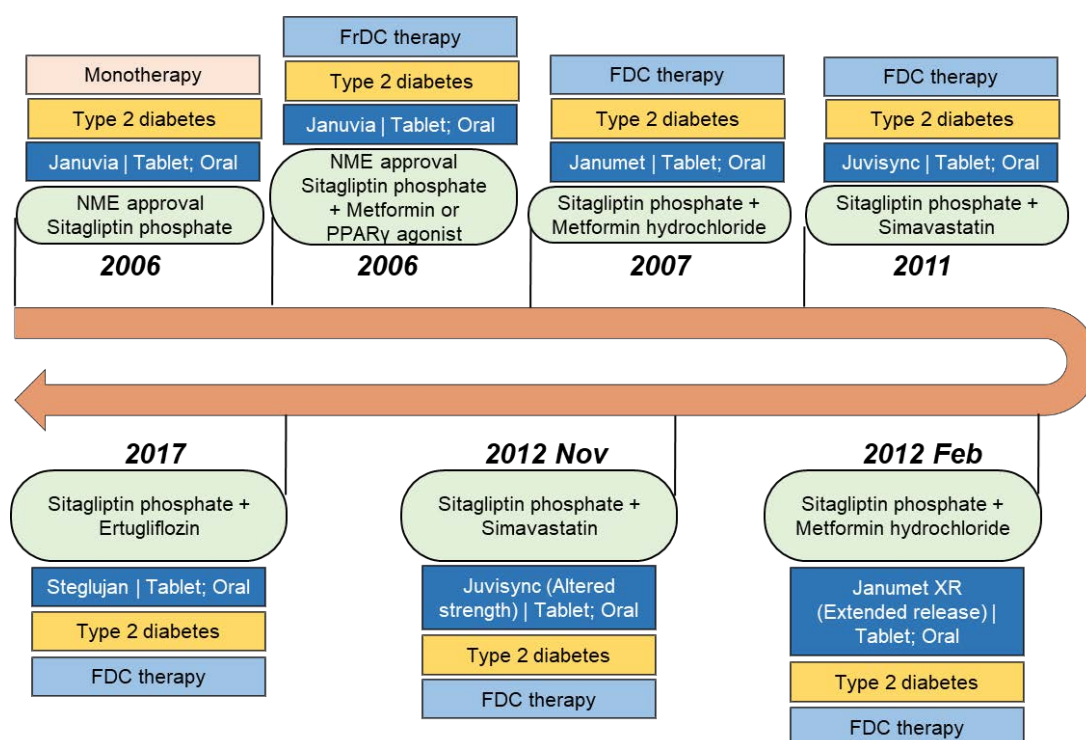 Monotherapy
Type 2 diabetes
Januvia | Tablet; Oral
NME approval
Sitagliptin phosphate
2006
FrDC therapy
Type 2 diabetes
Januvia | Tablet; Oral
NME approval
Sitagliptin phosphate
+ Metformin or
PPARγ agonist
2006
FDC therapy
Type 2 diabetes
Janumet | Tablet; Oral
Sitagliptin phosphate +
Metformin hydrochloride
2007
FDC therapy
Type 2 diabetes
Juvisync | Tablet; Oral
Sitagliptin phosphate +
Simavastatin
2011
2017
Sitagliptin phosphate +
Ertugliflozin
Steglujan | Tablet; Oral
Type 2 diabetes
FDC therapy
2012 Nov
Sitagliptin phosphate +
Simavastatin
Juvisync (Altered
strength) | Tablet; Oral
Type 2 diabetes
FDC therapy
2012 Feb
Sitagliptin phosphate +
Metformin hydrochloride
Janumet XR
(Extended release) |
Tablet; Oral
Type 2 diabetes
FDC therapy